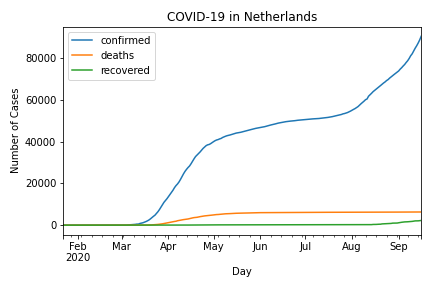 COVID-19 in Netherlands
confirmed
deaths
recovered
Number of Cases
80000
60000
40000
20000
0
Feb Mar Apr May Jun Jul Aug Sep
2020
Day